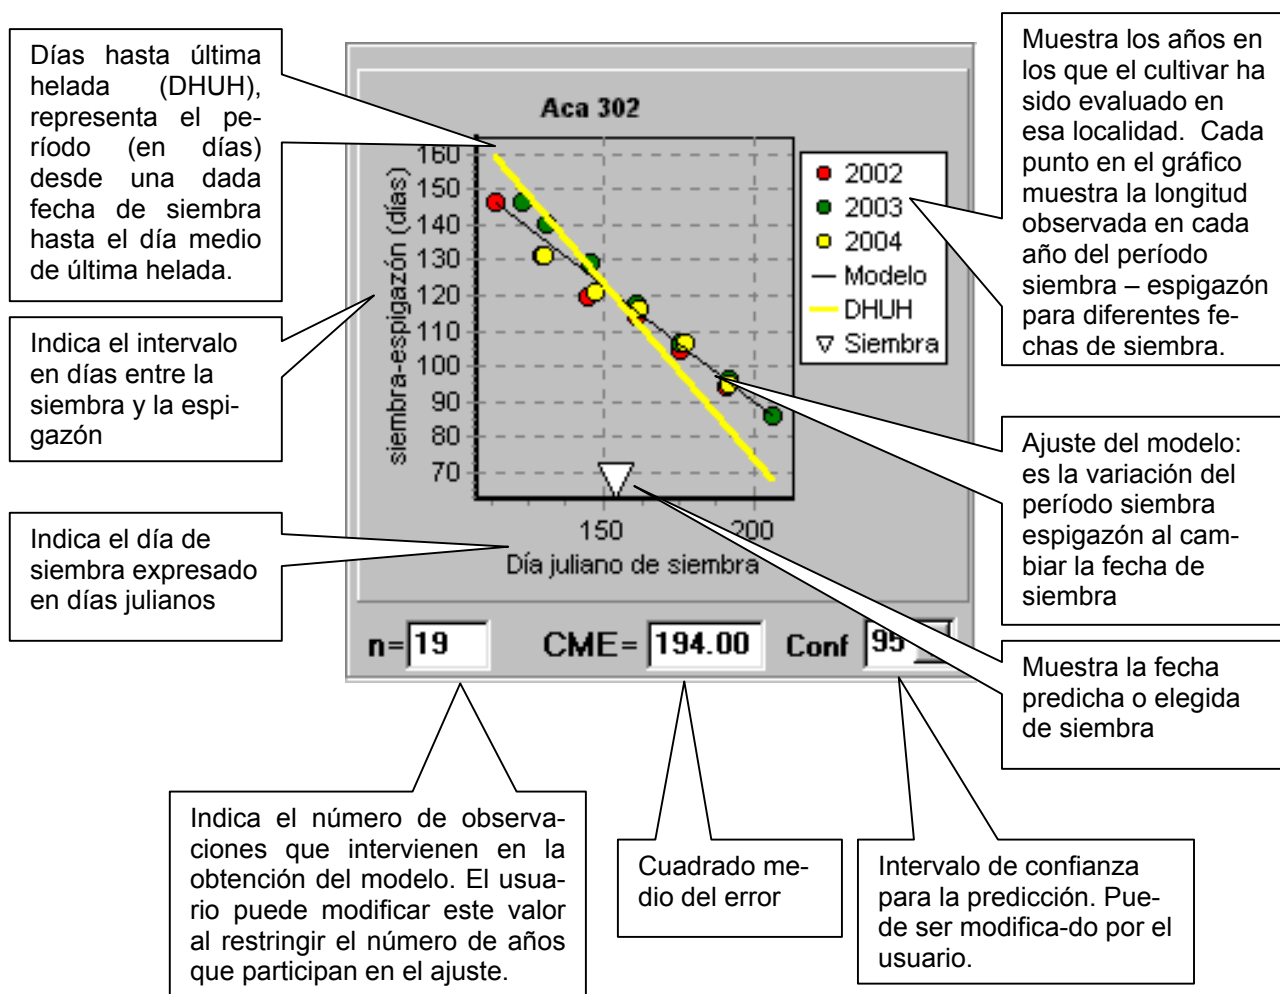 Días hasta última
helada (DHUH),
representa el pe-
ríodo (en días)
desde una dada
fecha de siembra
hasta el día medio
de última helada.
Indica el intervalo
en días entre la
siembra y la espi-
gazón
Indica el día de
siembra expresado
en días julianos
Aca 302
siembra-espigazón (días)
160
150
140
130
120
110
100
90
80
70
150
200
Día juliano de siembra
2002
2003
2004
Modelo
DHUH
Siembra
n= 19
CME= 194.00
Conf 95
Muestra los años en
los que el cultivar ha
sido evaluado en
esa localidad. Cada
punto en el gráfico
muestra la longitud
observada en cada
año del período
siembra – espigazón
para diferentes fe-
chas de siembra.
Ajuste del modelo:
es la variación del
período siembra
espigazón al cam-
biar la fecha de
siembra
Muestra la fecha
predicha o elegida
de siembra
Indica el número de observa-
ciones que intervienen en la
obtención del modelo. El usua-
rio puede modificar este valor
al restringir el número de años
que participan en el ajuste.
Cuadrado me-
dio del error
Intervalo de confianza
para la predicción. Pue-
de ser modifica-do por el
usuario.